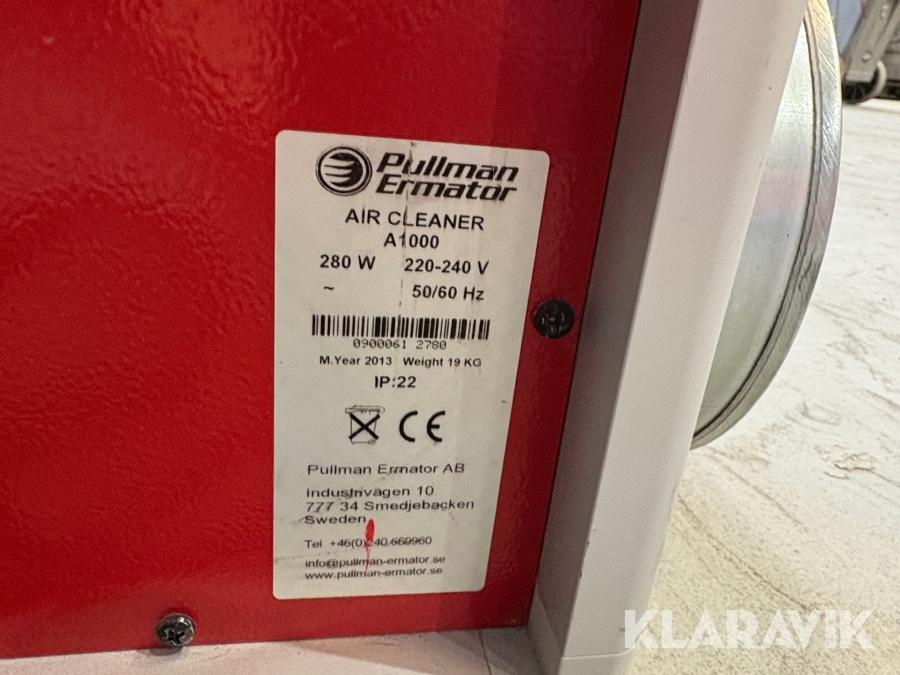 Pullman
Ermator
AIR CLEANER
A1000
280 W 220-240 V
~ 50/60 Hz
0900061 2780
M.Year 2013 Weight 19 KG
IP:22
CE
Pullman Ermator AB
Industrivägen 10
777 34 Smedjebacken
Sweden
Tel +46(0)240 660960
info@pullman-ermator.se
www.pullman-ermator.se
KLARAVIK